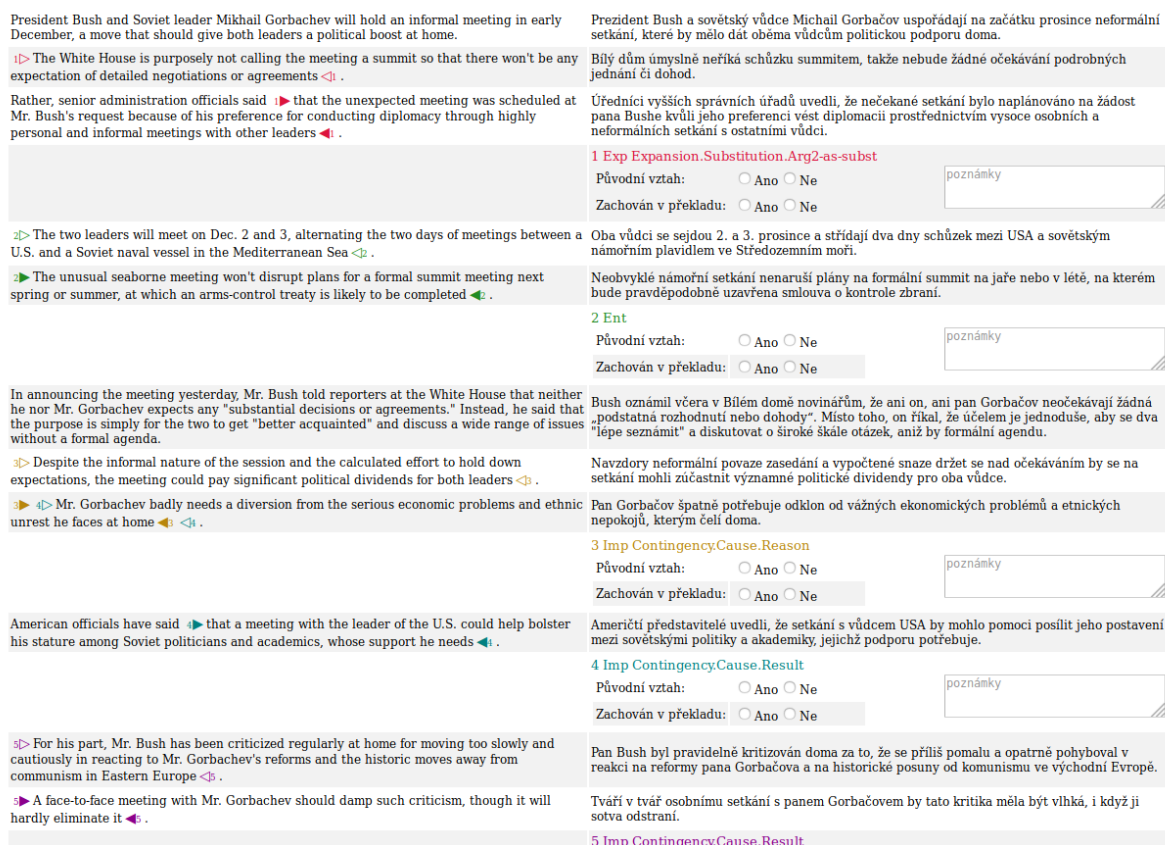 President Bush and Soviet leader Mikhail Gorbachev will hold an informal meeting in early
December, a move that should give both leaders a political boost at home.
Prezident Bush a sovětský vůdce Michail Gorbačov uspořádají na začátku prosince neformální
setkání, které by mělo dát oběma vůdcům politickou podporu doma.
1▷ The White House is purposely not calling the meeting a summit so that there won't be any
expectation of detailed negotiations or agreements ◁1 .
Bílý dům úmyslně neříká schůzku summitem, takže nebude žádné očekávání podrobných
jednání či dohod.
Rather, senior administration officials said 1▶ that the unexpected meeting was scheduled at
Mr. Bush's request because of his preference for conducting diplomacy through highly
personal and informal meetings with other leaders ◀1 .
Úředníci vyšších správních úřadů uvedli, že nečekané setkání bylo naplánováno na žádost
pana Bushe kvůli jeho preferenci vést diplomacii prostřednictvím vysoce osobních a
neformálních setkání s ostatními vůdci.
1 Exp Expansion.Substitution.Arg2-as-subst
Původní vztah: Ano Ne
poznámky
Zachován v překladu: Ano Ne
2▷ The two leaders will meet on Dec. 2 and 3, alternating the two days of meetings between a
U.S. and a Soviet naval vessel in the Mediterranean Sea ◁2 .
Oba vůdci se sejdou 2. a 3. prosince a střídají dva dny schůzek mezi USA a sovětským
námořním plavidlem ve Středozemním moři.
2▶ The unusual seaborne meeting won't disrupt plans for a formal summit meeting next
spring or summer, at which an arms-control treaty is likely to be completed ◀2 .
Neobvyklé námořní setkání nenaruší plány na formální summit na jaře nebo v létě, na kterém
bude pravděpodobně uzavřena smlouva o kontrole zbraní.
2 Ent
Původní vztah: Ano Ne
poznámky
Zachován v překladu: Ano Ne
In announcing the meeting yesterday, Mr. Bush told reporters at the White House that neither
he nor Mr. Gorbachev expects any "substantial decisions or agreements." Instead, he said that
the purpose is simply for the two to get "better acquainted" and discuss a wide range of issues
without a formal agenda.
Bush oznámil včera v Bílém domě novinářům, že ani on, ani pan Gorbačov neočekávají žádná
„podstatná rozhodnutí nebo dohody“. Místo toho, on říkal, že účelem je jednoduše, aby se dva
"lépe seznámit" a diskutovat o široké škále otázek, aniž by formální agendu.
3▷ Despite the informal nature of the session and the calculated effort to hold down
expectations, the meeting could pay significant political dividends for both leaders ◁3 .
Navzdory neformální povaze zasedání a vypočtené snaze držet se nad očekáváním by se na
setkání mohli zúčastnit významné politické dividendy pro oba vůdce.
3▶ 4▷ Mr. Gorbachev badly needs a diversion from the serious economic problems and ethnic
unrest he faces at home ◀3 ◁4 .
Pan Gorbačov špatně potřebuje odklon od vážných ekonomických problémů a etnických
nepokojů, kterým čelí doma.
3 Imp Contingency.Cause.Reason
Původní vztah: Ano Ne
poznámky
Zachován v překladu: Ano Ne
American officials have said 4▶ that a meeting with the leader of the U.S. could help bolster
his stature among Soviet politicians and academics, whose support he needs ◀4 .
Američtí představitelé uvedli, že setkání s vůdcem USA by mohlo pomoci posílit jeho postavení
mezi sovětskými politiky a akademiky, jejichž podporu potřebuje.
4 Imp Contingency.Cause.Result
Původní vztah: Ano Ne
poznámky
Zachován v překladu: Ano Ne
5▷ For his part, Mr. Bush has been criticized regularly at home for moving too slowly and
cautiously in reacting to Mr. Gorbachev's reforms and the historic moves away from
communism in Eastern Europe ◁5 .
Pan Bush byl pravidelně kritizován doma za to, že se příliš pomalu a opatrně pohyboval v
reakci na reformy pana Gorbačova a na historické posuny od komunismu ve východní Evropě.
5▶ A face-to-face meeting with Mr. Gorbachev should damp such criticism, though it will
hardly eliminate it ◀5 .
Tváří v tvář osobnímu setkání s panem Gorbačovem by tato kritika měla být vlhká, i když ji
sotva odstraní.
5 Imp Contingency.Cause.Result